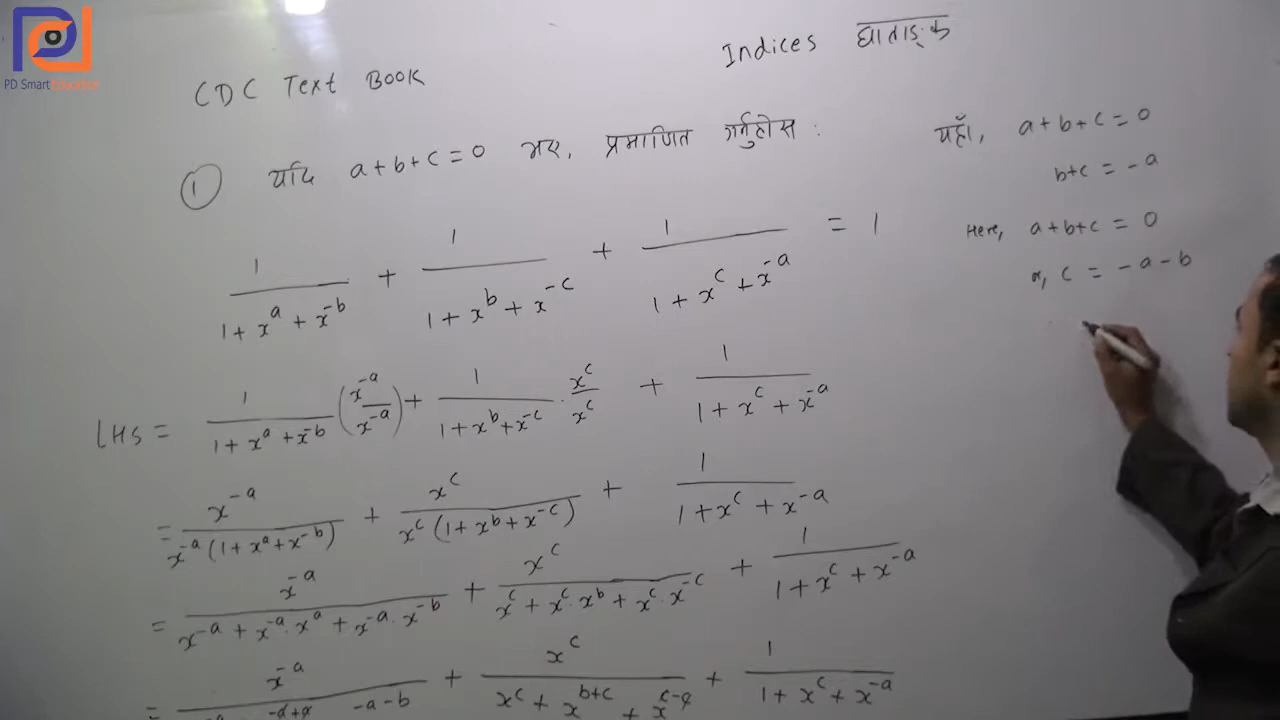 PD Smart Education
Indices घाताङ्क
CDC Text Book
① यदि a+b+c=0 भए, प्रमाणित गर्नुहोस :
1/(1+x^a+x^-b) + 1/(1+x^b+x^-c) + 1/(1+x^c+x^-a) = 1
LHS = 1/(1+x^a+x^-b) (x^-a/x^-a) + 1/(1+x^b+x^-c) · x^c/x^c + 1/(1+x^c+x^-a)
= x^-a/(x^-a(1+x^a+x^-b)) + x^c/(x^c(1+x^b+x^-c)) + 1/(1+x^c+x^-a)
= x^-a/(x^-a+x^-a·x^a+x^-a·x^-b) + x^c/(x^c+x^c·x^b+x^c·x^-c) + 1/(1+x^c+x^-a)
= x^-a/( -a+a -a-b) + x^c/(x^c+x^b+c+x^c-c) + 1/(1+x^c+x^-a)
यहाँ, a+b+c=0
b+c = -a
Here, a+b+c = 0
or, c = -a-b